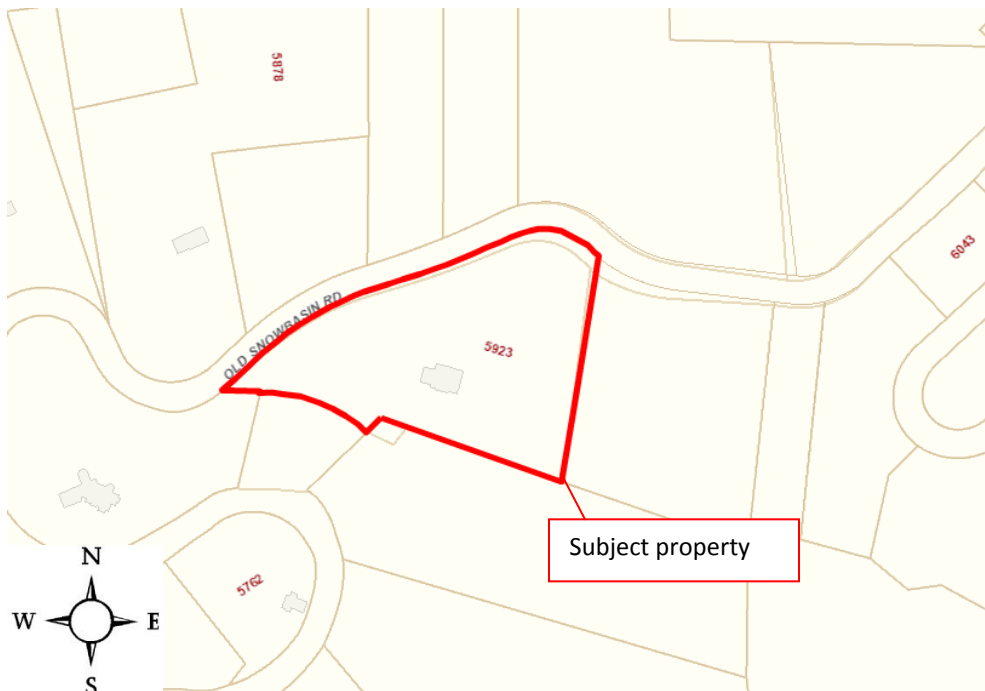 5878
6043
OLD SNOWBASIN RD
5923
Subject property
5762
N
W E
S